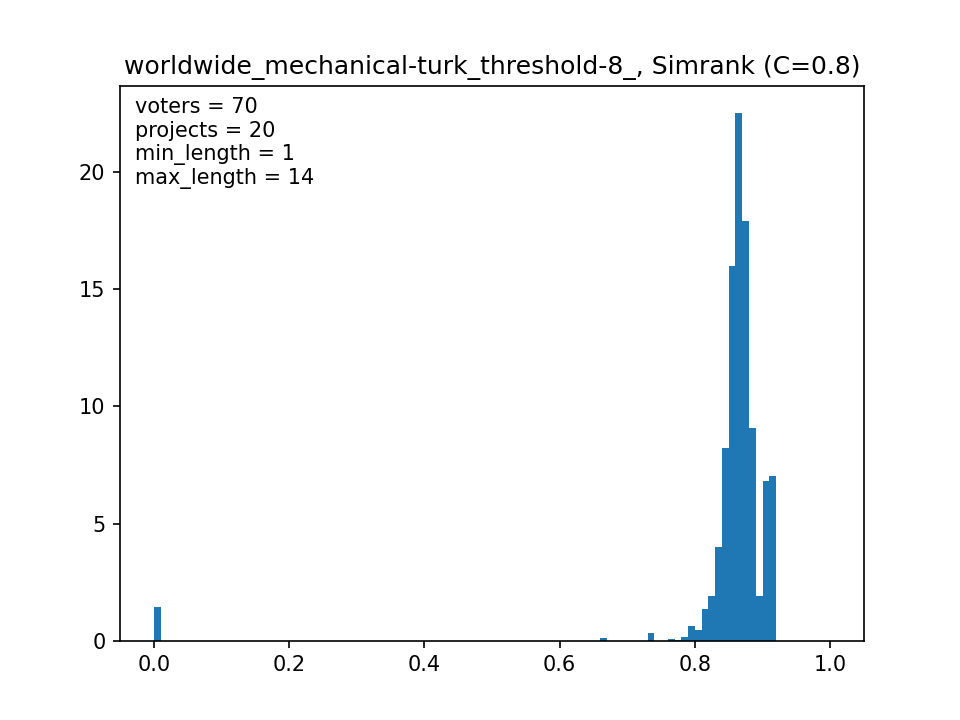 worldwide_mechanical-turk_threshold-8_, Simrank (C=0.8)
voters = 70
projects = 20
min_length = 1
max_length = 14
20
15
10
5
0
0.0 0.2 0.4 0.6 0.8 1.0